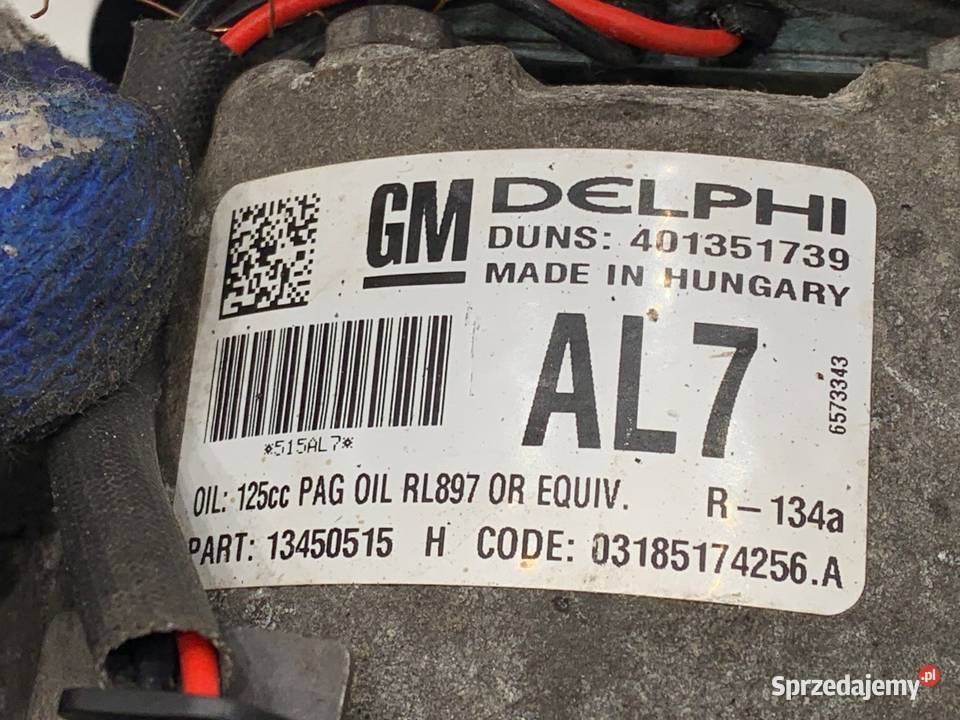 GM DELPHI
DUNS: 401351739
MADE IN HUNGARY
AL7
*515AL7*
6573343
OIL: 125cc PAG OIL RL897 OR EQUIV. R-134a
PART: 13450515 H CODE: 03185174256.A
Sprzedajemy.pl